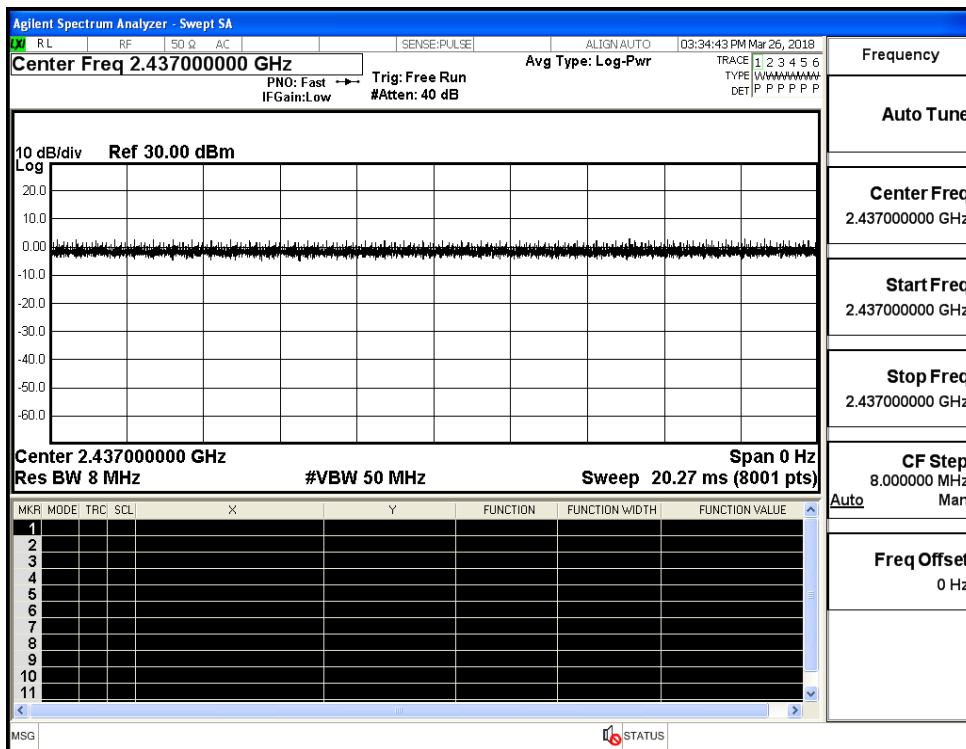 Agilent Spectrum Analyzer - Swept SA
LXI RL RF 50 Ω AC SENSE:PULSE ALIGN AUTO 03:34:43 PM Mar 26, 2018
Center Freq 2.437000000 GHz
PNO: Fast
IFGain:Low
Trig: Free Run
#Atten: 40 dB
Avg Type: Log-Pwr
TRACE 1 2 3 4 5 6
TYPE WWWWWW
DET P P P P P P
10 dB/div Ref 30.00 dBm
Log
20.0
10.0
0.00
-10.0
-20.0
-30.0
-40.0
-50.0
-60.0
Center 2.437000000 GHz Span 0 Hz
Res BW 8 MHz #VBW 50 MHz Sweep 20.27 ms (8001 pts)
MKR MODE TRC SCL X Y FUNCTION FUNCTION WIDTH FUNCTION VALUE
1
2
3
4
5
6
7
8
9
10
11
MSG STATUS
Frequency
Auto Tune
Center Freq
2.437000000 GHz
Start Freq
2.437000000 GHz
Stop Freq
2.437000000 GHz
CF Step
8.000000 MHz
Auto Man
Freq Offset
0 Hz